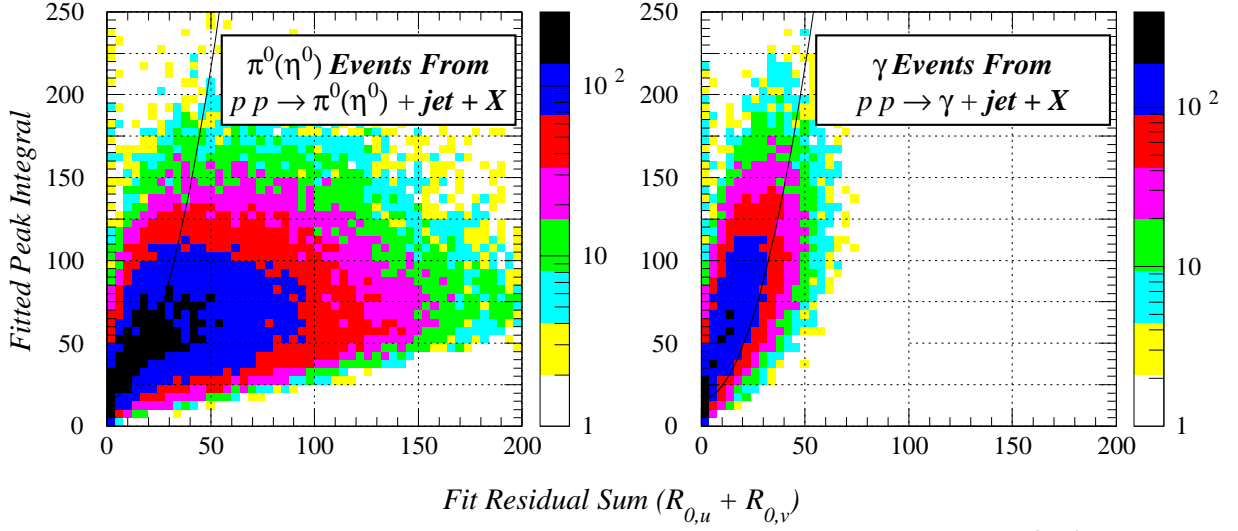 Fitted Peak Integral
250
200
150
100
50
0
0 50 100 150 200
π⁰(η⁰) Events From
p p → π⁰(η⁰) + jet + X
10²
10
1
250
200
150
100
50
0
0 50 100 150 200
γ Events From
p p → γ + jet + X
10²
10
1
Fit Residual Sum (R₀,ᵤ + R₀,ᵥ)